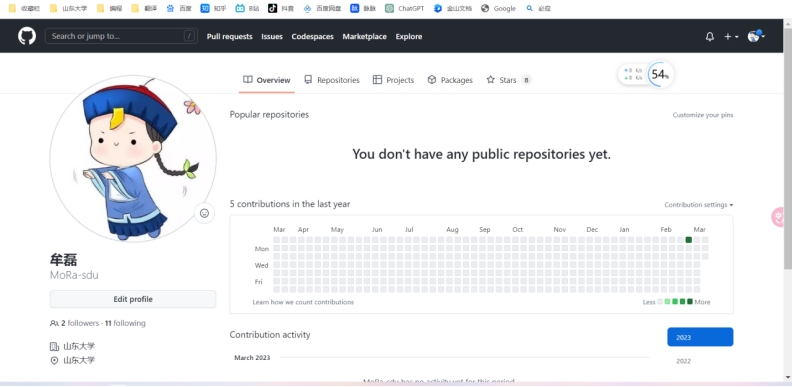 收藏栏 山东大学 编程 翻译 百度 知乎 B站 抖音 百度网盘 脉脉 ChatGPT 金山文档 Google 必应
Search or jump to... / Pull requests Issues Codespaces Marketplace Explore
Overview Repositories Projects Packages Stars 8
54%
Popular repositories Customize your pins
You don't have any public repositories yet.
5 contributions in the last year Contribution settings
Mar Apr May Jun Jul Aug Sep Oct Nov Dec Jan Feb Mar
Mon
Wed
Fri
Learn how we count contributions Less More
牟磊
MoRa-sdu
Edit profile
2 followers · 11 following
山东大学
山东大学
Contribution activity
2023
March 2023
2022
MoRa-sdu has no activity yet for this period.